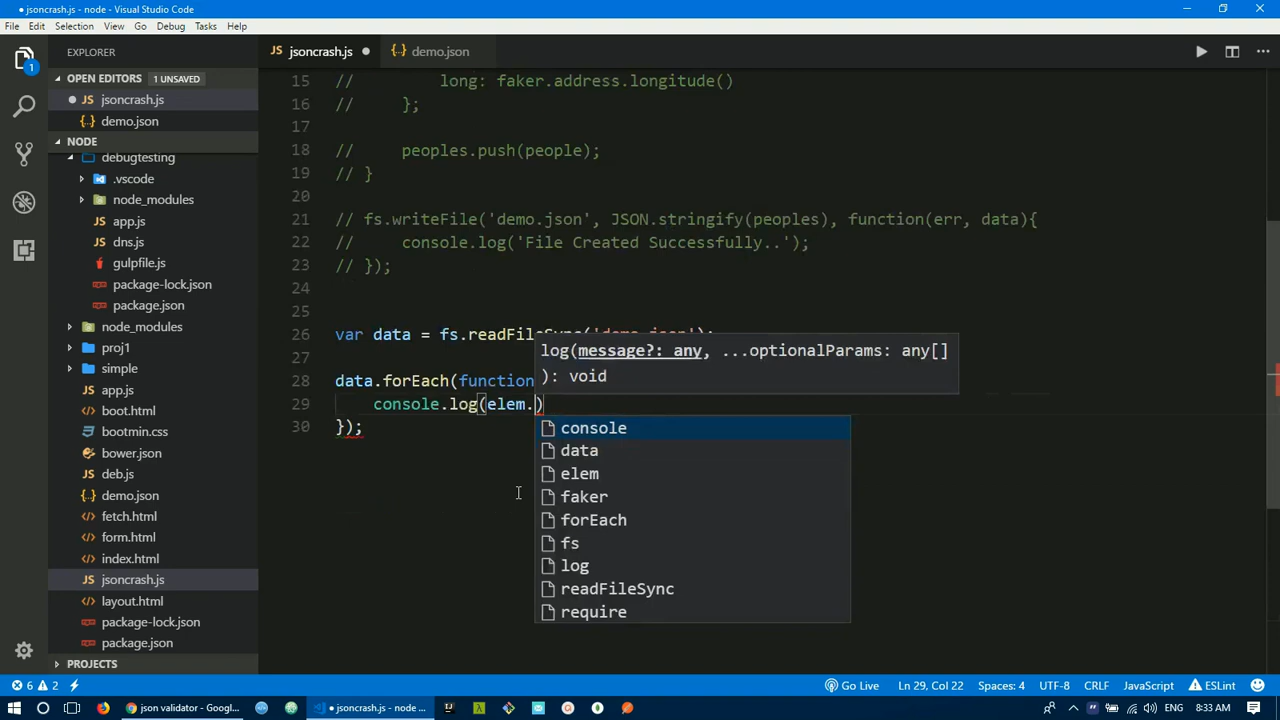 jsoncrash.js - node - Visual Studio Code
File Edit Selection View Go Debug Tasks Help
EXPLORER
JS jsoncrash.js {..} demo.json
OPEN EDITORS 1 UNSAVED
JS jsoncrash.js
{..} demo.json
NODE
debugtesting
.vscode
node_modules
app.js
dns.js
gulpfile.js
package-lock.json
package.json
node_modules
proj1
simple
app.js
boot.html
bootmin.css
bower.json
deb.js
demo.json
fetch.html
form.html
index.html
jsoncrash.js
layout.html
package-lock.json
package.json
PROJECTS
15 // long: faker.address.longitude()
16 // };
17
18 // peoples.push(people);
19 // }
20
21 // fs.writeFile('demo.json', JSON.stringify(peoples), function(err, data){
22 // console.log('File Created Successfully..');
23 // });
24
25
26 var data = fs.readFileSync('demo.json');
27
28 data.forEach(function
29 console.log(elem.)
30 });
log(message?: any, ...optionalParams: any[]
): void
console
data
elem
faker
forEach
fs
log
readFileSync
require
6 2 Go Live Ln 29, Col 22 Spaces: 4 UTF-8 CRLF JavaScript ESLint
json validator - Googl... jsoncrash.js - node ... ENG 8:33 AM